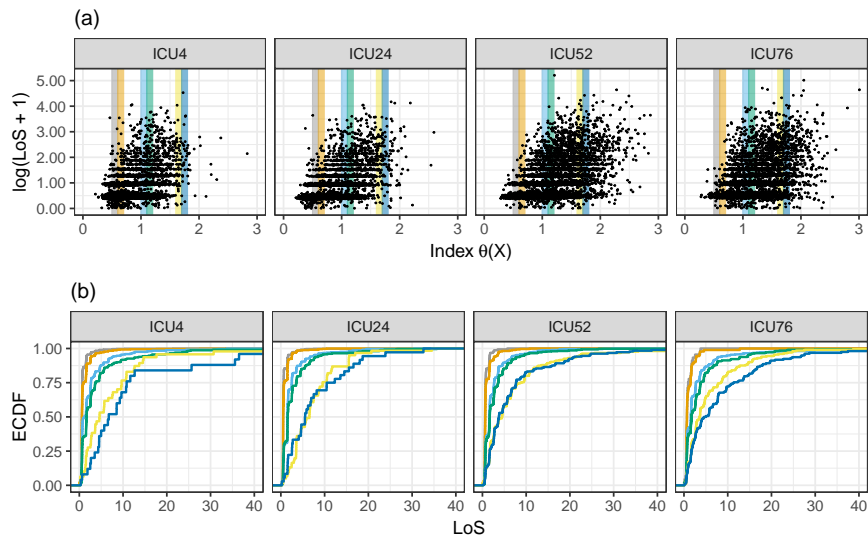 (a)
ICU4 ICU24 ICU52 ICU76
5.00
4.00
3.00
2.00
1.00
0.00
log(LoS + 1)
0 1 2 3 0 1 2 3 0 1 2 3 0 1 2 3
Index θ(X)
(b)
ICU4 ICU24 ICU52 ICU76
1.00
0.75
0.50
0.25
0.00
ECDF
0 10 20 30 40 0 10 20 30 40 0 10 20 30 40 0 10 20 30 40
LoS